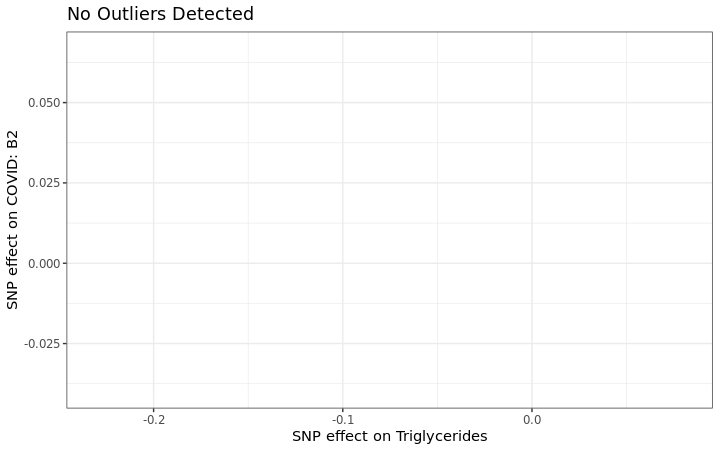 No Outliers Detected
SNP effect on COVID: B2
0.050
0.025
0.000
-0.025
-0.2
-0.1
0.0
SNP effect on Triglycerides